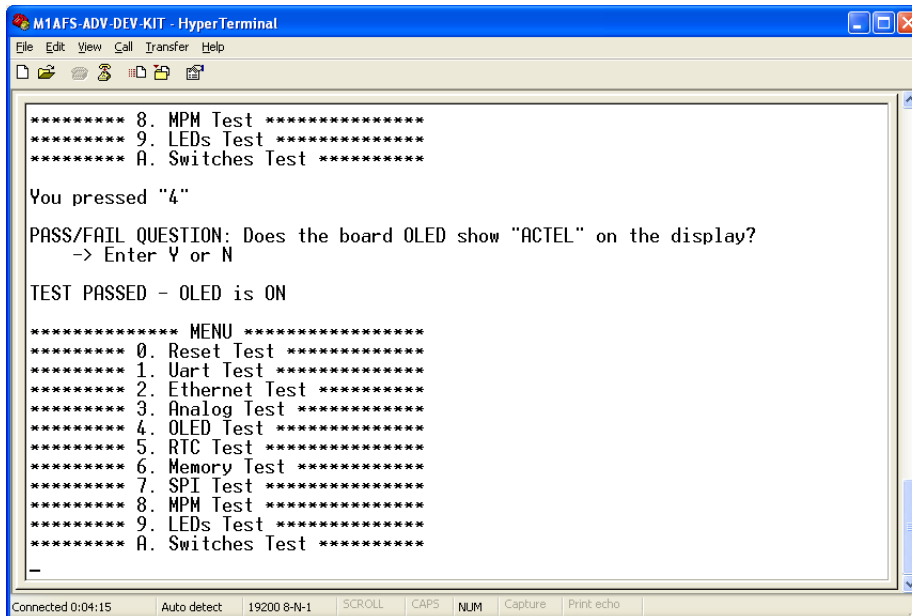 M1AFS-ADV-DEV-KIT - HyperTerminal
File Edit View Call Transfer Help
********* 8. MPM Test ***************
********* 9. LEDs Test **************
********* A. Switches Test **********
You pressed "4"
PASS/FAIL QUESTION: Does the board OLED show "ACTEL" on the display?
-> Enter Y or N
TEST PASSED - OLED is ON
************** MENU *****************
********* 0. Reset Test *************
********* 1. Uart Test **************
********* 2. Ethernet Test **********
********* 3. Analog Test ************
********* 4. OLED Test **************
********* 5. RTC Test ***************
********* 6. Memory Test ************
********* 7. SPI Test ***************
********* 8. MPM Test ***************
********* 9. LEDs Test **************
********* A. Switches Test **********
_
Connected 0:04:15 Auto detect 19200 8-N-1 SCROLL CAPS NUM Capture Print echo